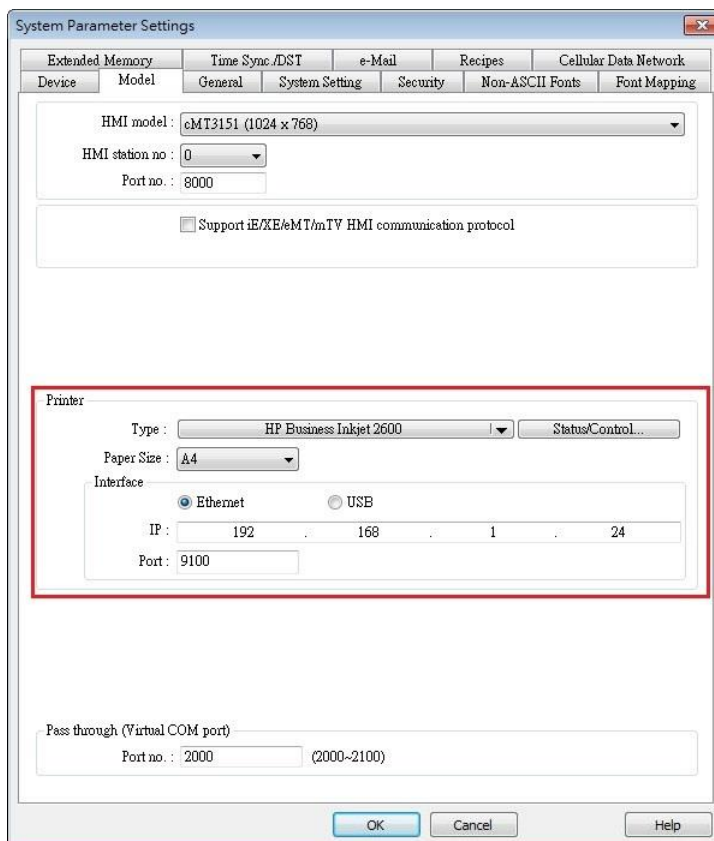 System Parameter Settings
Extended Memory Time Sync./DST e-Mail Recipes Cellular Data Network
Device Model General System Setting Security Non-ASCII Fonts Font Mapping
HMI model : cMT3151 (1024 x 768)
HMI station no : 0
Port no. : 8000
Support iE/XE/eMT/mTV HMI communication protocol
Printer
Type : HP Business Inkjet 2600 Status/Control...
Paper Size : A4
Interface
Ethernet USB
IP : 192 . 168 . 1 . 24
Port : 9100
Pass through (Virtual COM port)
Port no. : 2000 (2000~2100)
OK Cancel Help